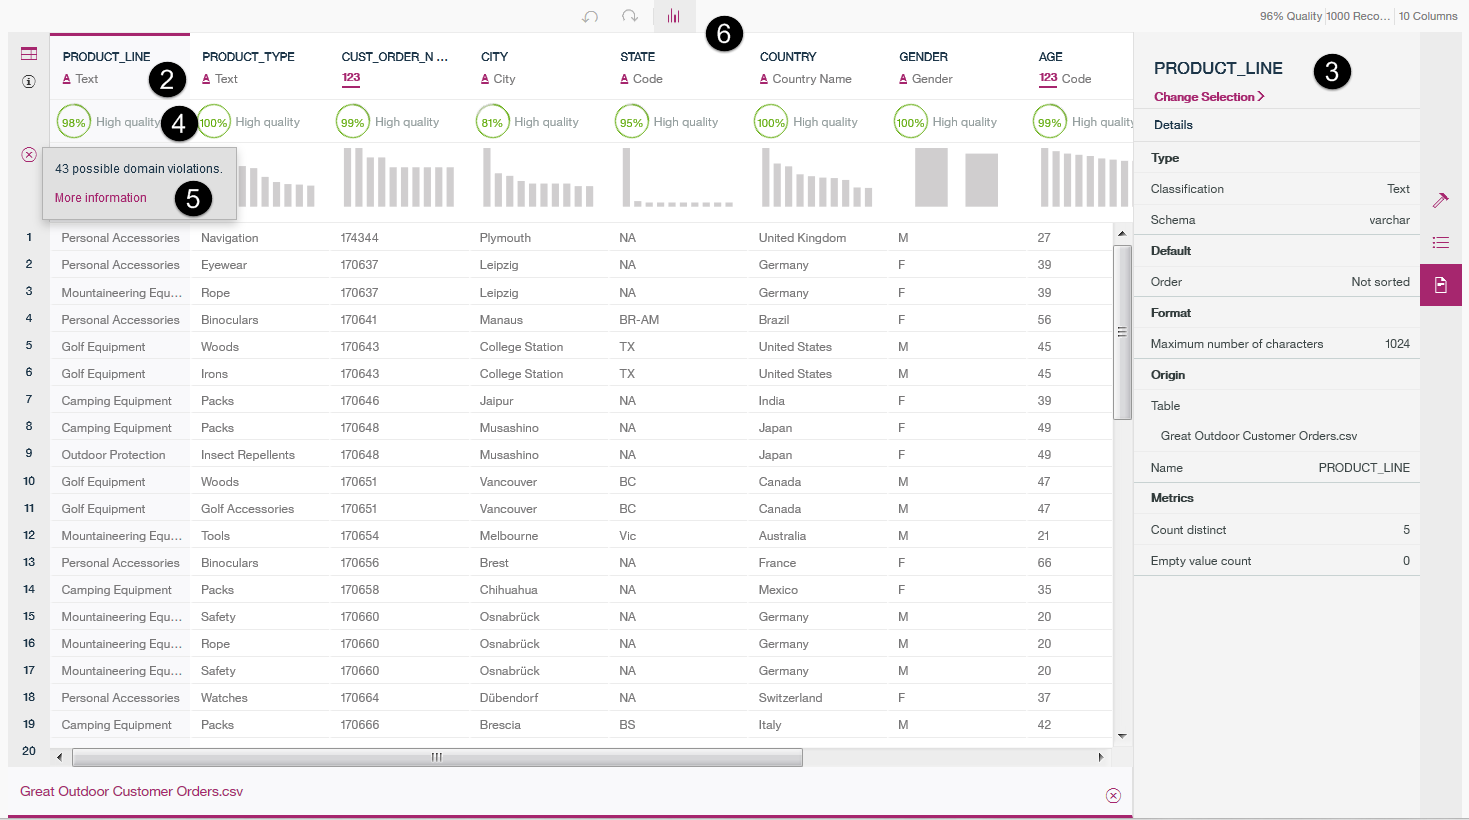 6
96% Quality 1000 Reco... 10 Columns
PRODUCT_LINE PRODUCT_TYPE CUST_ORDER_N ... CITY STATE COUNTRY GENDER AGE
A Text 2 A Text 123 A City A Code A Country Name A Gender 123 Code
98% High quality 4 100% High quality 99% High quality 81% High quality 95% High quality 100% High quality 100% High quality 99% High quality
43 possible domain violations.
More information 5
1 Personal Accessories Navigation 174344 Plymouth NA United Kingdom M 27
2 Personal Accessories Eyewear 170637 Leipzig NA Germany F 39
3 Mountaineering Equ... Rope 170637 Leipzig NA Germany F 39
4 Personal Accessories Binoculars 170641 Manaus BR-AM Brazil F 56
5 Golf Equipment Woods 170643 College Station TX United States M 45
6 Golf Equipment Irons 170643 College Station TX United States M 45
7 Camping Equipment Packs 170646 Jaipur NA India F 39
8 Camping Equipment Packs 170648 Musashino NA Japan F 49
9 Outdoor Protection Insect Repellents 170648 Musashino NA Japan F 49
10 Golf Equipment Woods 170651 Vancouver BC Canada M 47
11 Golf Equipment Golf Accessories 170651 Vancouver BC Canada M 47
12 Mountaineering Equ... Tools 170654 Melbourne Vic Australia M 21
13 Personal Accessories Binoculars 170656 Brest NA France F 66
14 Camping Equipment Packs 170658 Chihuahua NA Mexico F 35
15 Mountaineering Equ... Safety 170660 Osnabrück NA Germany M 20
16 Mountaineering Equ... Rope 170660 Osnabrück NA Germany M 20
17 Mountaineering Equ... Safety 170660 Osnabrück NA Germany M 20
18 Personal Accessories Watches 170664 Dübendorf NA Switzerland F 37
19 Camping Equipment Packs 170666 Brescia BS Italy M 42
20
Great Outdoor Customer Orders.csv
PRODUCT_LINE 3
Change Selection
Details
Type
Classification Text
Schema varchar
Default
Order Not sorted
Format
Maximum number of characters 1024
Origin
Table
Great Outdoor Customer Orders.csv
Name PRODUCT_LINE
Metrics
Count distinct 5
Empty value count 0